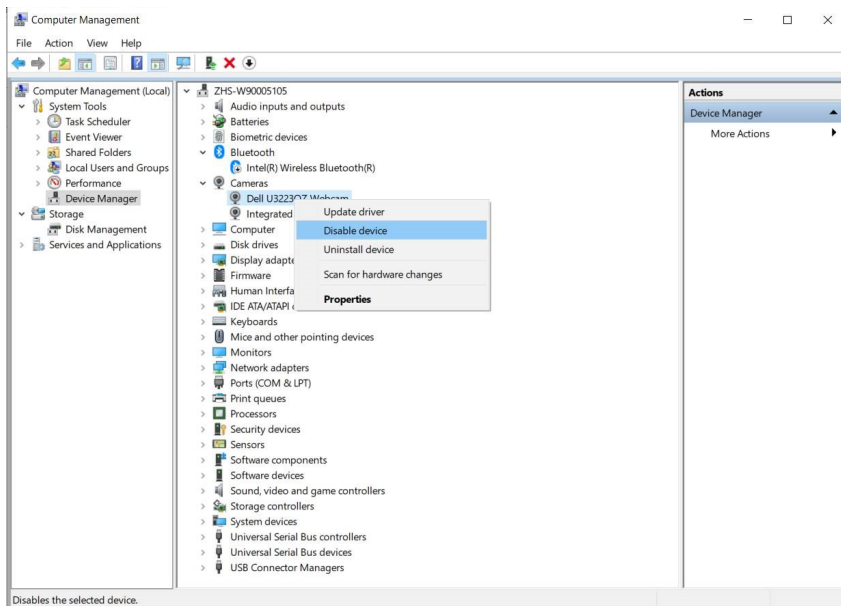 Computer Management
File Action View Help
Computer Management (Local)
System Tools
Task Scheduler
Event Viewer
Shared Folders
Local Users and Groups
Performance
Device Manager
Storage
Disk Management
Services and Applications
ZHS-W90005105
Audio inputs and outputs
Batteries
Biometric devices
Bluetooth
Intel(R) Wireless Bluetooth(R)
Cameras
Dell U3223QZ Webcam
Integrated
Computer
Disk drives
Display adapte
Firmware
Human Interfa
IDE ATA/ATAPI
Keyboards
Mice and other pointing devices
Monitors
Network adapters
Ports (COM & LPT)
Print queues
Processors
Security devices
Sensors
Software components
Software devices
Sound, video and game controllers
Storage controllers
System devices
Universal Serial Bus controllers
Universal Serial Bus devices
USB Connector Managers
Update driver
Disable device
Uninstall device
Scan for hardware changes
Properties
Actions
Device Manager
More Actions
Disables the selected device.